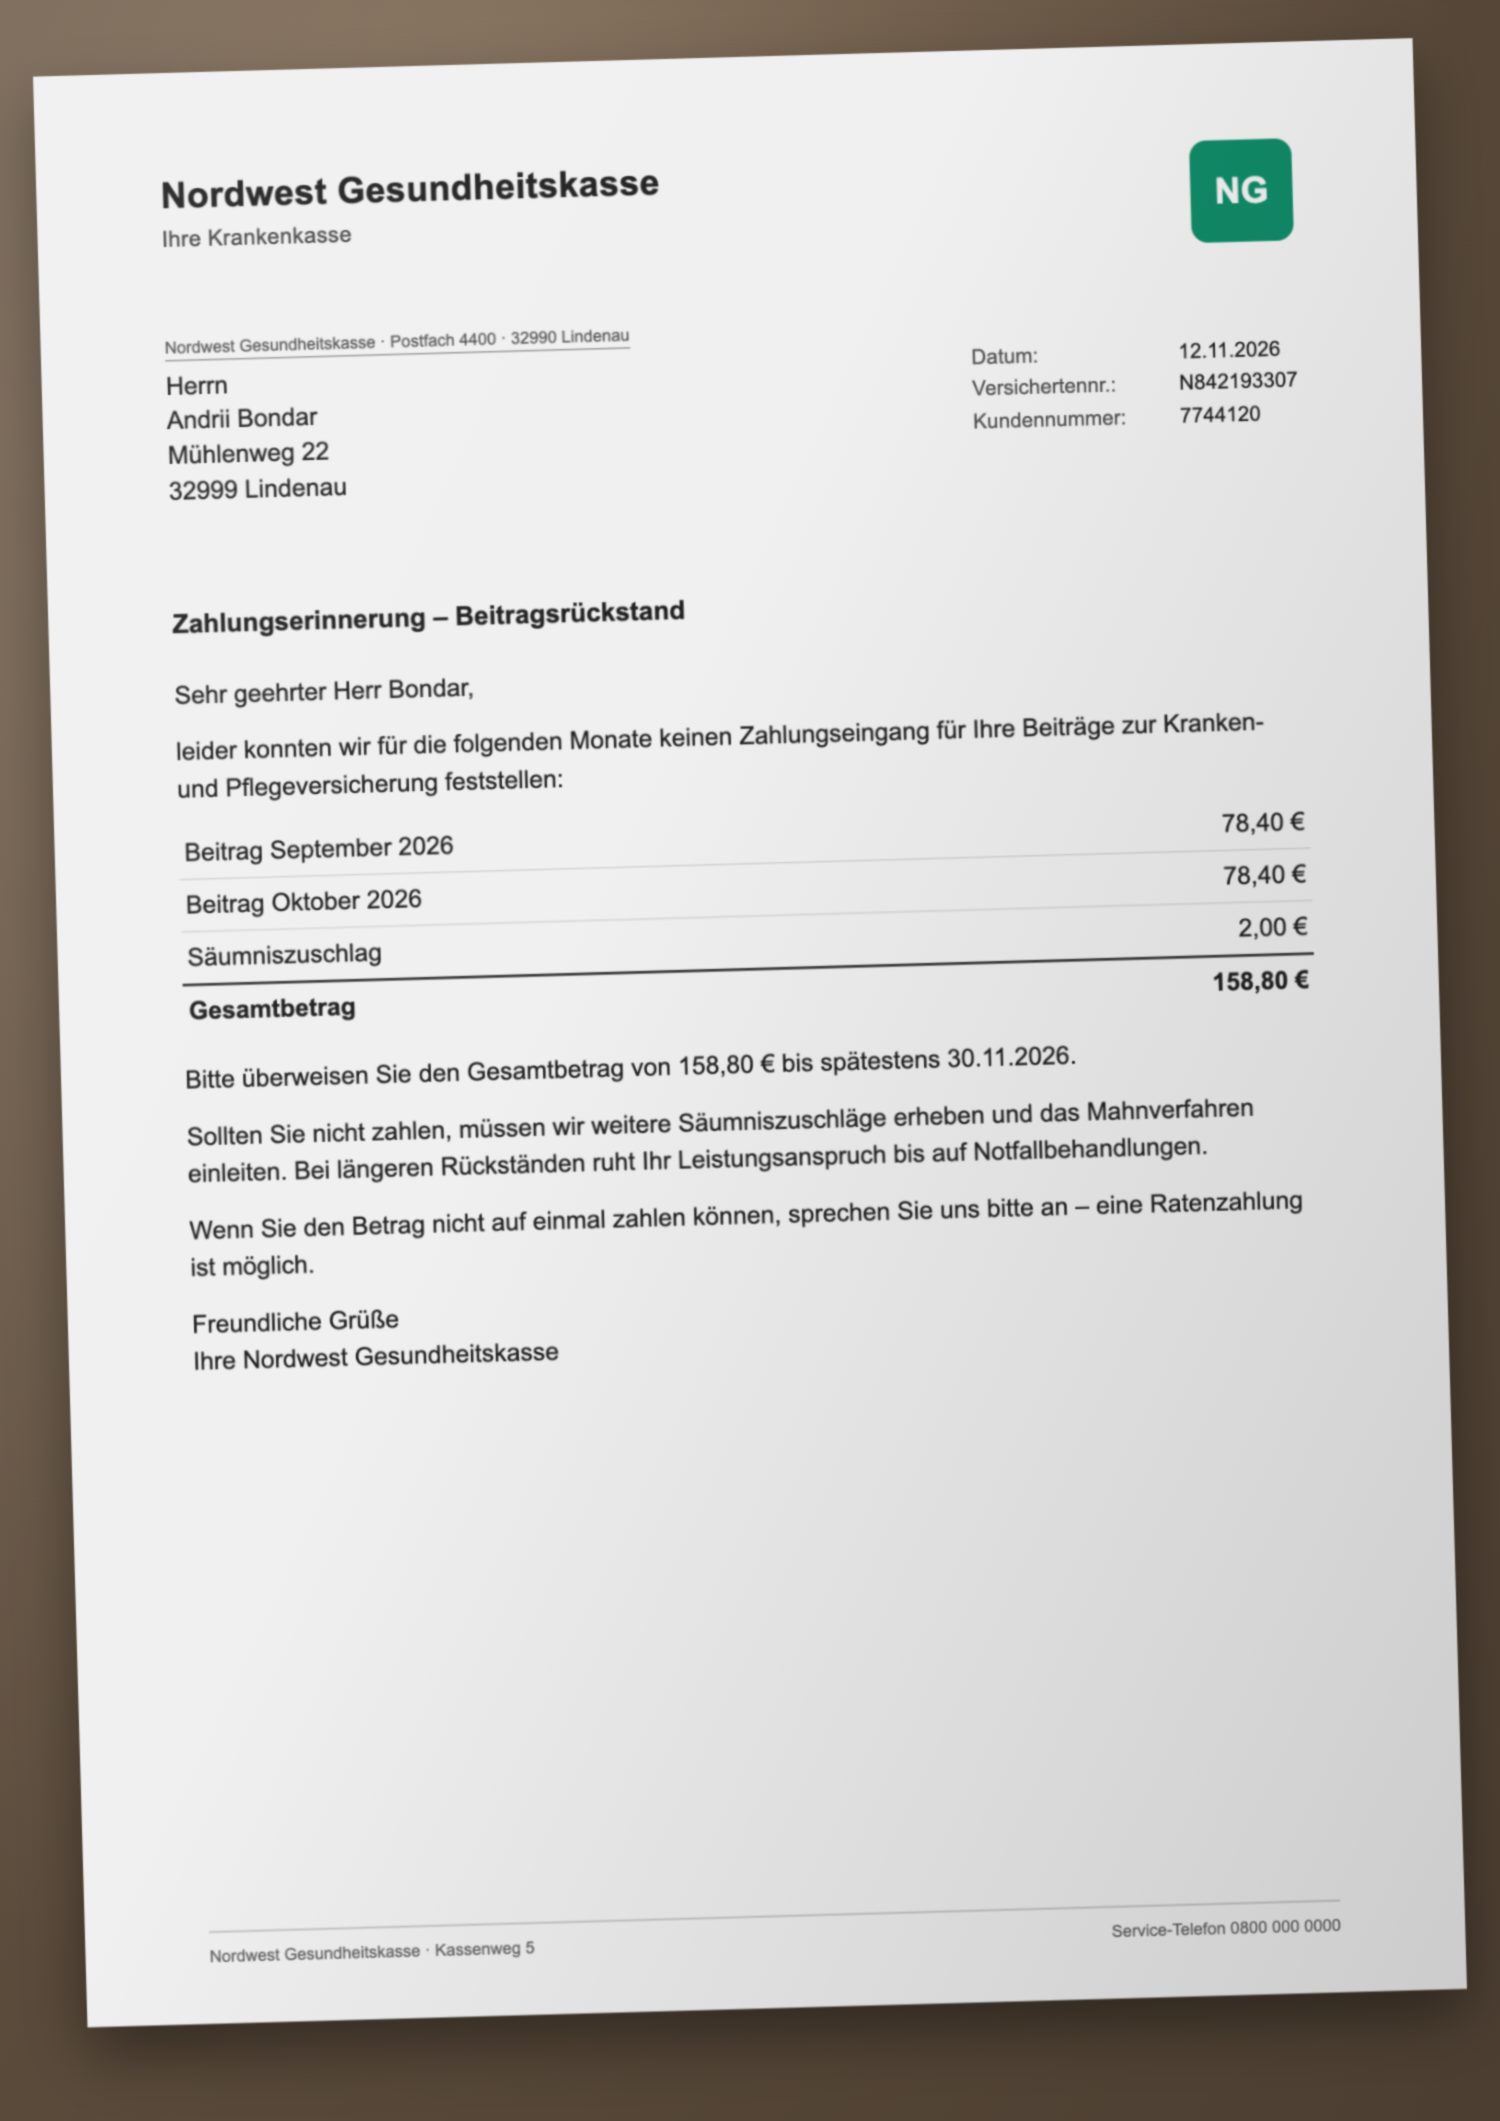 Nordwest Gesundheitskasse
Ihre Krankenkasse
NG
Nordwest Gesundheitskasse · Postfach 4400 · 32990 Lindenau
Herrn
Andrii Bondar
Mühlenweg 22
32999 Lindenau
Datum: 12.11.2026
Versichertennr.: N842193307
Kundennummer: 7744120
Zahlungserinnerung – Beitragsrückstand
Sehr geehrter Herr Bondar,
leider konnten wir für die folgenden Monate keinen Zahlungseingang für Ihre Beiträge zur Kranken-
und Pflegeversicherung feststellen:
Beitrag September 2026 78,40 €
Beitrag Oktober 2026 78,40 €
Säumniszuschlag 2,00 €
Gesamtbetrag 158,80 €
Bitte überweisen Sie den Gesamtbetrag von 158,80 € bis spätestens 30.11.2026.
Sollten Sie nicht zahlen, müssen wir weitere Säumniszuschläge erheben und das Mahnverfahren
einleiten. Bei längeren Rückständen ruht Ihr Leistungsanspruch bis auf Notfallbehandlungen.
Wenn Sie den Betrag nicht auf einmal zahlen können, sprechen Sie uns bitte an – eine Ratenzahlung
ist möglich.
Freundliche Grüße
Ihre Nordwest Gesundheitskasse
Nordwest Gesundheitskasse · Kassenweg 5
Service-Telefon 0800 000 0000